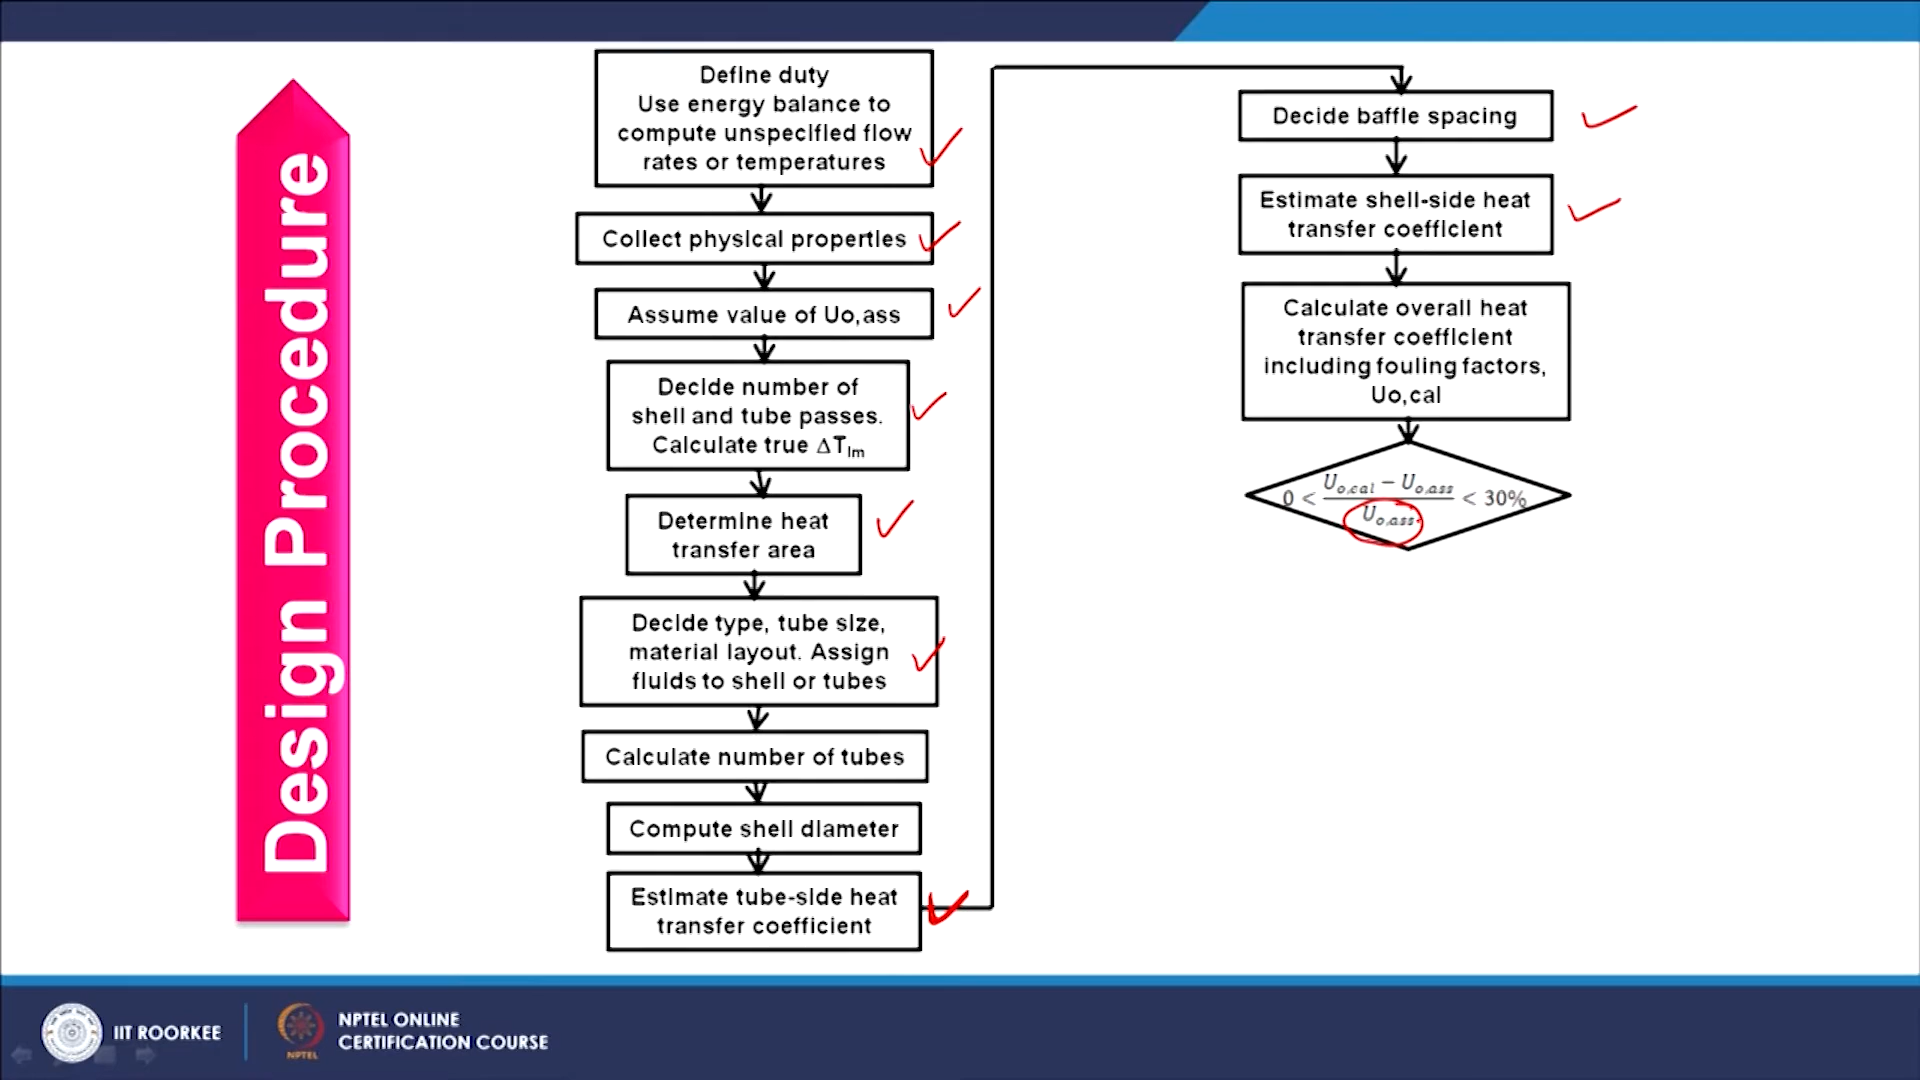 Design Procedure
Define duty
Use energy balance to
compute unspecified flow
rates or temperatures
Collect physical properties
Assume value of Uo,ass
Decide number of
shell and tube passes.
Calculate true ΔTlm
Determine heat
transfer area
Decide type, tube size,
material layout. Assign
fluids to shell or tubes
Calculate number of tubes
Compute shell diameter
Estimate tube-side heat
transfer coefficient
Decide baffle spacing
Estimate shell-side heat
transfer coefficient
Calculate overall heat
transfer coefficient
including fouling factors,
Uo,cal
0 < (Uo,cal − Uo,ass) / Uo,ass < 30%
IIT ROORKEE
NPTEL
NPTEL ONLINE
CERTIFICATION COURSE